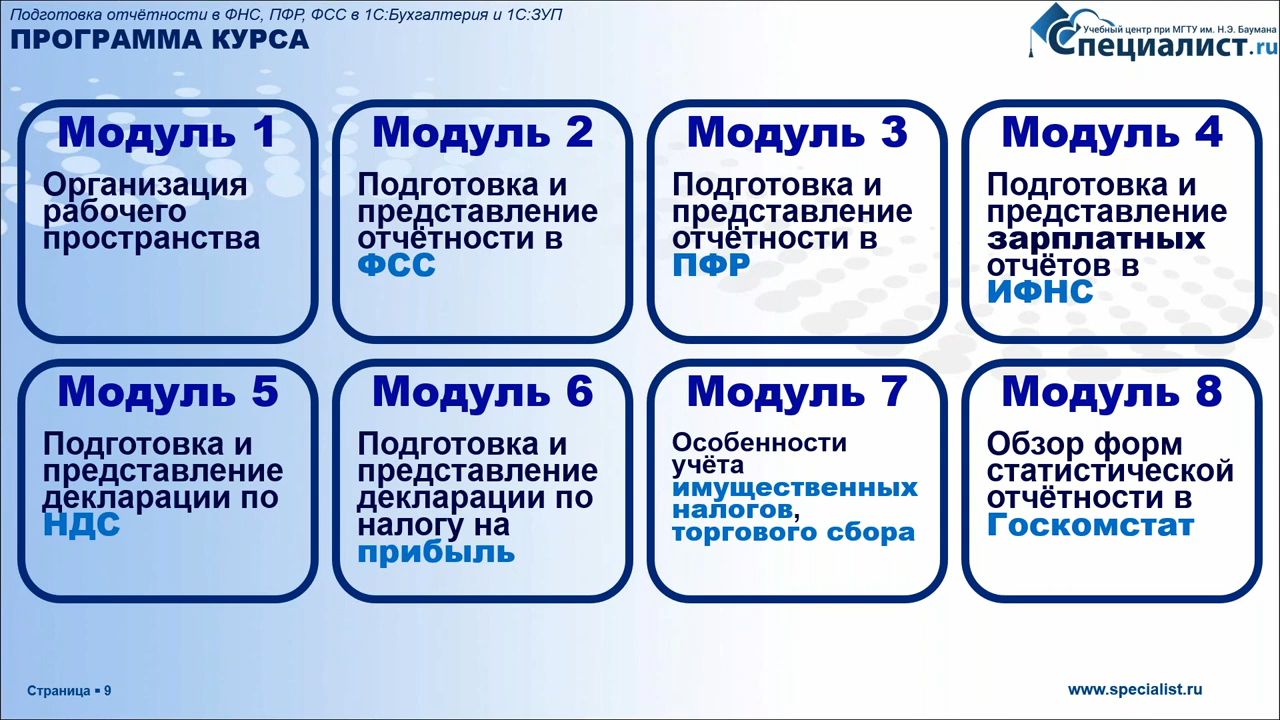 Подготовка отчётности в ФНС, ПФР, ФСС в 1С:Бухгалтерия и 1С:ЗУП
ПРОГРАММА КУРСА
Учебный центр при МГТУ им. Н.Э. Баумана
Специалист.ru
Модуль 1
Организация
рабочего
пространства
Модуль 2
Подготовка и
представление
отчётности в
ФСС
Модуль 3
Подготовка и
представление
отчётности в
ПФР
Модуль 4
Подготовка и
представление
зарплатных
отчётов в
ИФНС
Модуль 5
Подготовка и
представление
декларации по
НДС
Модуль 6
Подготовка и
представление
декларации по
налогу на
прибыль
Модуль 7
Особенности
учёта
имущественных
налогов,
торгового сбора
Модуль 8
Обзор форм
статистической
отчётности в
Госкомстат
Страница ▪ 9
www.specialist.ru